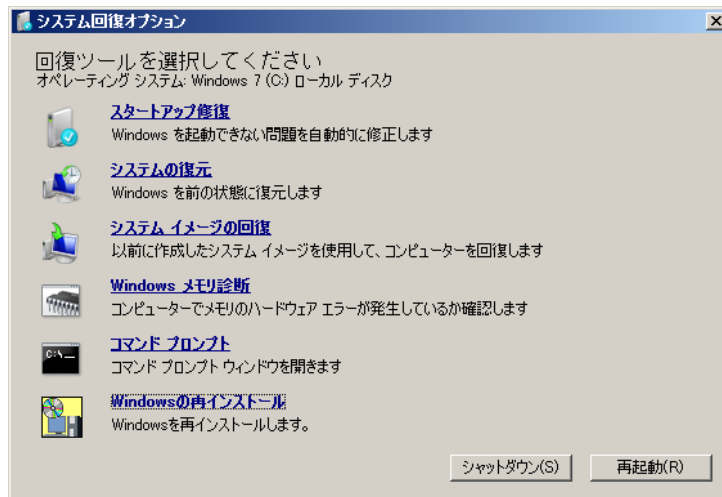 システム回復オプション
回復ツールを選択してください
オペレーティング システム: Windows 7 (C:) ローカル ディスク
スタートアップ修復
Windows を起動できない問題を自動的に修正します
システムの復元
Windows を前の状態に復元します
システム イメージの回復
以前に作成したシステム イメージを使用して、コンピューターを回復します
Windows メモリ診断
コンピューターでメモリのハードウェア エラーが発生しているか確認します
C:\_
コマンド プロンプト
コマンド プロンプト ウィンドウを開きます
Windowsの再インストール
Windowsを再インストールします。
シャットダウン(S)
再起動(R)